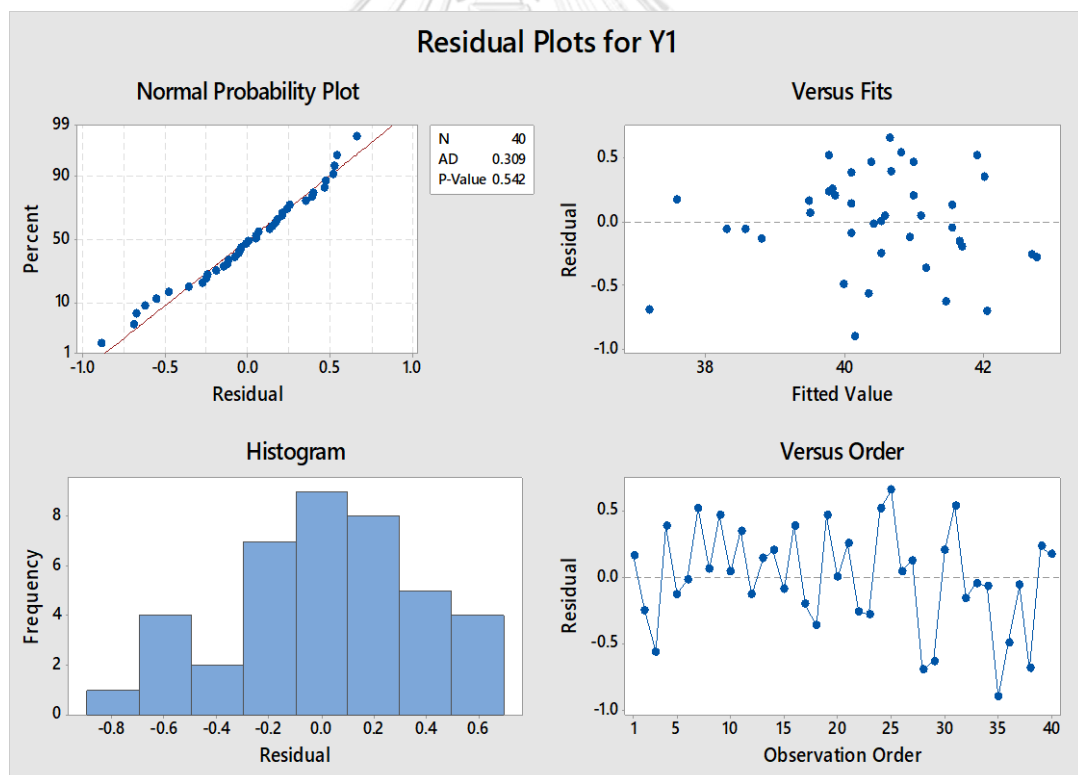 Residual Plots for Y1
Normal Probability Plot
99
90
50
10
1
Percent
-1.0 -0.5 0.0 0.5 1.0
Residual
N 40
AD 0.309
P-Value 0.542
Versus Fits
0.5
0.0
-0.5
-1.0
Residual
38 40 42
Fitted Value
Histogram
8
6
4
2
0
Frequency
-0.8 -0.6 -0.4 -0.2 0.0 0.2 0.4 0.6
Residual
Versus Order
0.5
0.0
-0.5
-1.0
Residual
1 5 10 15 20 25 30 35 40
Observation Order